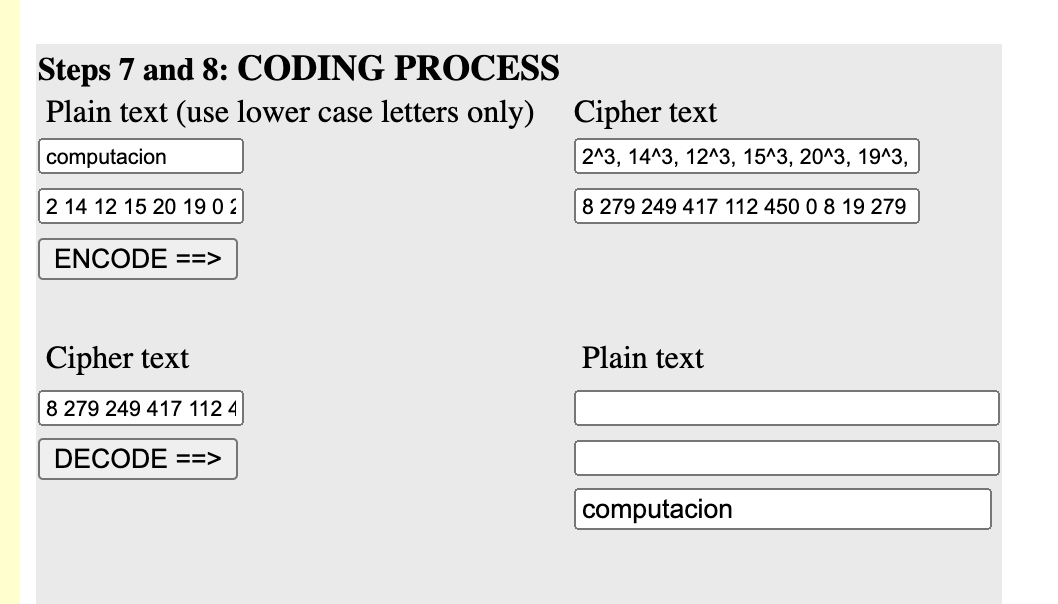 Steps 7 and 8: CODING PROCESS
Plain text (use lower case letters only) Cipher text
computacion 2^3, 14^3, 12^3, 15^3, 20^3, 19^3,
2 14 12 15 20 19 0 8 279 249 417 112 450 0 8 19 279
ENCODE ==>
Cipher text Plain text
8 279 249 417 112
DECODE ==>
computacion